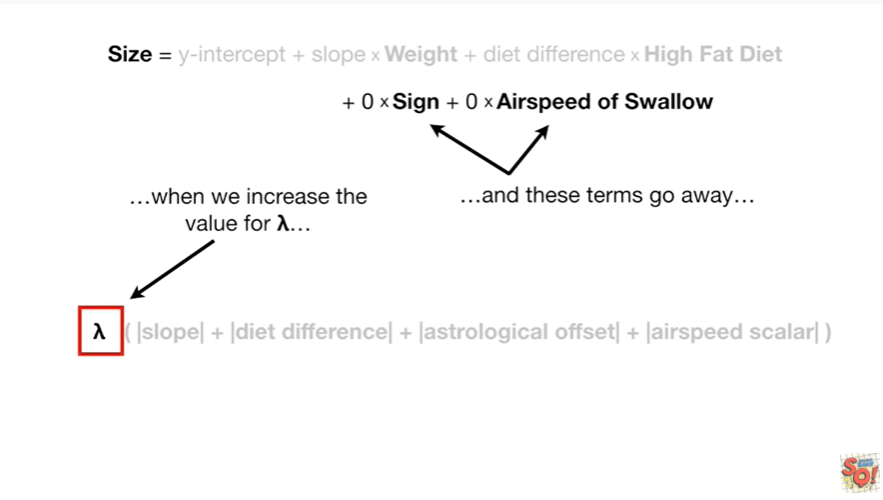 Size = y-intercept + slope x Weight + diet difference x High Fat Diet
+ 0 x Sign + 0 x Airspeed of Swallow
…when we increase the
value for λ…
…and these terms go away…
λ ( |slope| + |diet difference| + |astrological offset| + |airspeed scalar| )
SQ!